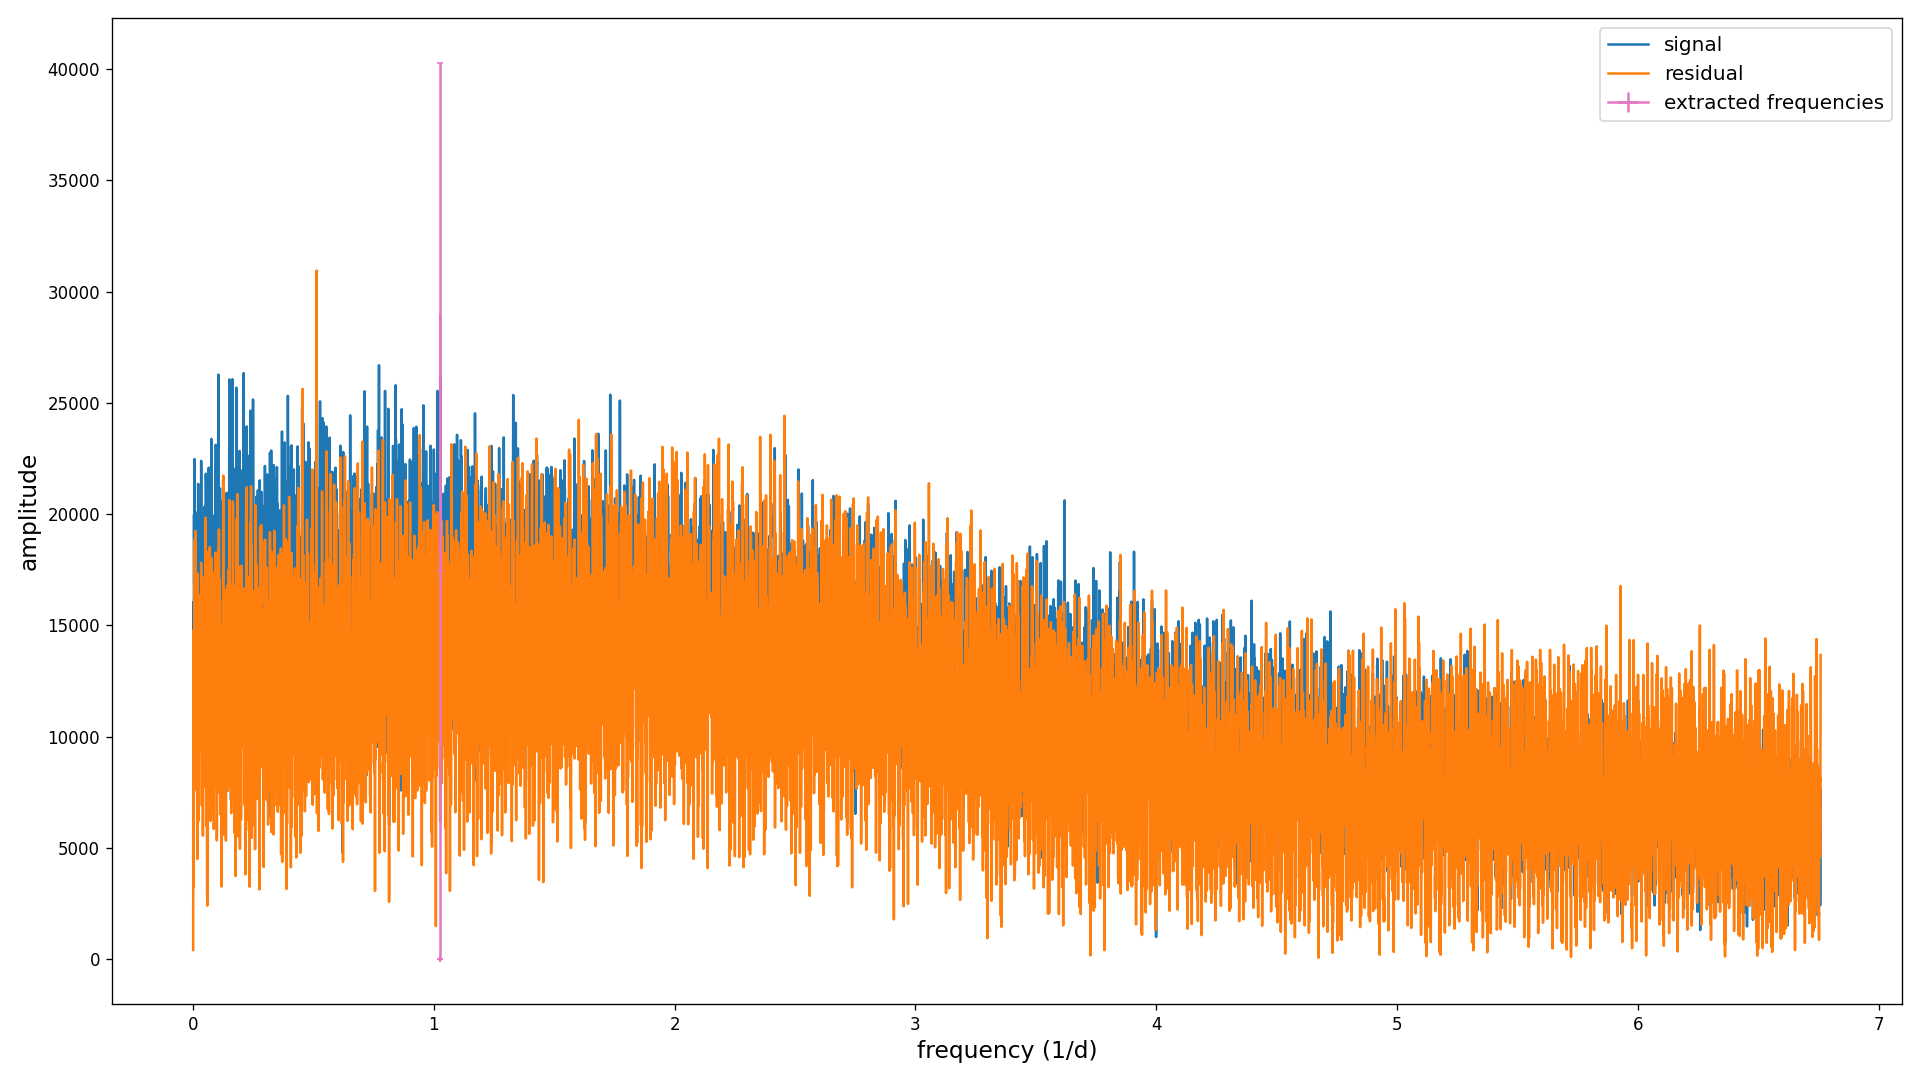 signal
residual
extracted frequencies
amplitude
40000
35000
30000
25000
20000
15000
10000
5000
0
0 1 2 3 4 5 6 7
frequency (1/d)